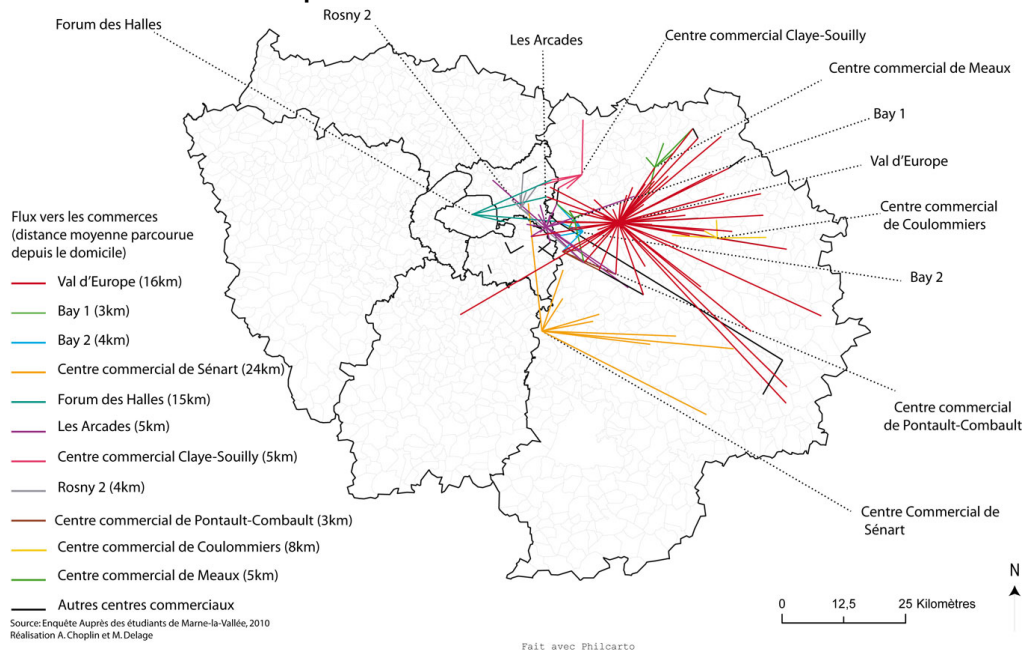 Rosny 2
Forum des Halles
Les Arcades
Centre commercial Claye-Souilly
Centre commercial de Meaux
Bay 1
Val d'Europe
Centre commercial
de Coulommiers
Bay 2
Centre commercial
de Pontault-Combault
Centre Commercial de
Sénart
Flux vers les commerces
(distance moyenne parcourue
depuis le domicile)
Val d'Europe (16km)
Bay 1 (3km)
Bay 2 (4km)
Centre commercial de Sénart (24km)
Forum des Halles (15km)
Les Arcades (5km)
Centre commercial Claye-Souilly (5km)
Rosny 2 (4km)
Centre commercial de Pontault-Combault (3km)
Centre commercial de Coulommiers (8km)
Centre commercial de Meaux (5km)
Autres centres commerciaux
Source: Enquête Auprès des étudiants de Marne-la-Vallée, 2010
Réalisation A. Choplin et M. Delage
N
0 12,5 25 Kilomètres
Fait avec Philcarto